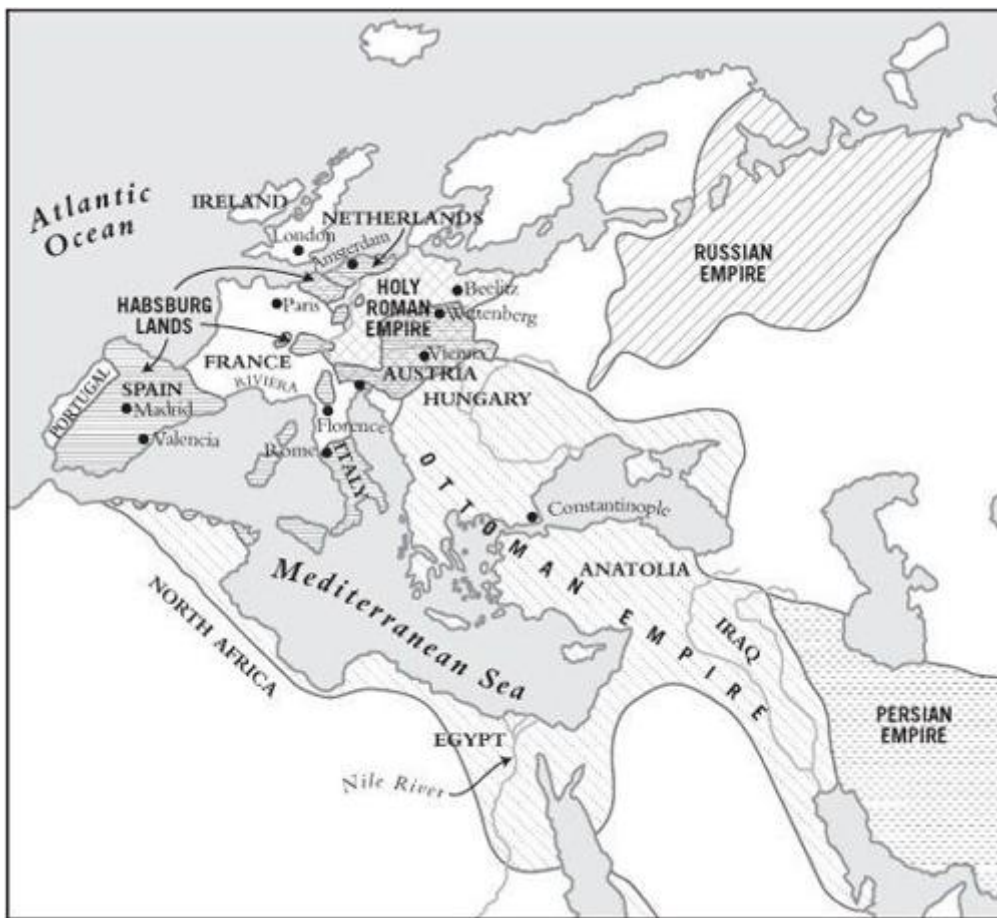 Atlantic
Ocean
IRELAND
NETHERLANDS
London
Amsterdam
RUSSIAN
EMPIRE
HABSBURG
LANDS
Paris
HOLY
ROMAN
EMPIRE
Beelitz
Wittenberg
Vienna
FRANCE
RIVIERA
AUSTRIA
HUNGARY
PORTUGAL
SPAIN
Madrid
Valencia
Florence
Rome
ITALY
OTTOMAN EMPIRE
Constantinople
ANATOLIA
Mediterranean Sea
NORTH AFRICA
IRAQ
PERSIAN
EMPIRE
EGYPT
Nile River